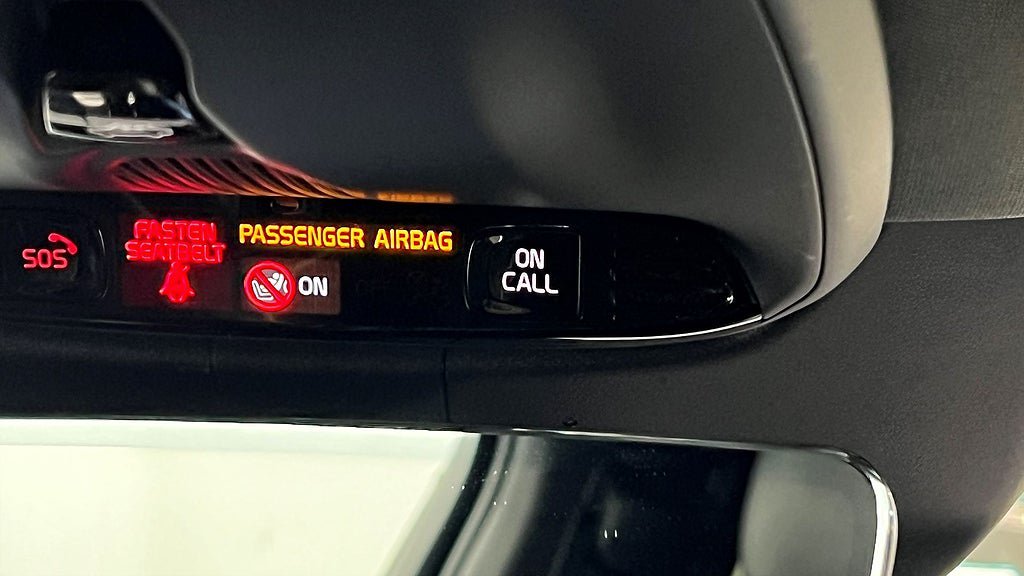 SOS
FASTEN
SEATBELT
PASSENGER AIRBAG
ON
ON
CALL